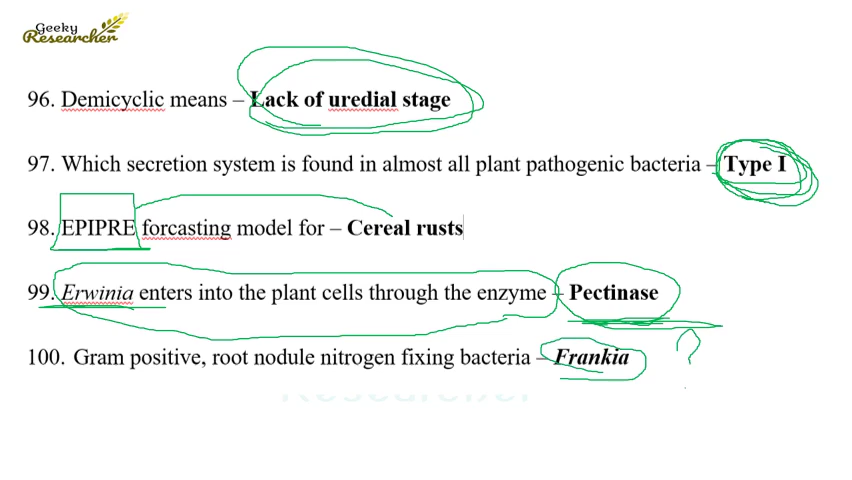 Geeky
Researcher
96. Demicyclic means – Lack of uredial stage
97. Which secretion system is found in almost all plant pathogenic bacteria – Type I
98. EPIPRE forcasting model for – Cereal rusts
99. Erwinia enters into the plant cells through the enzyme – Pectinase
100. Gram positive, root nodule nitrogen fixing bacteria – Frankia
?
Researcher